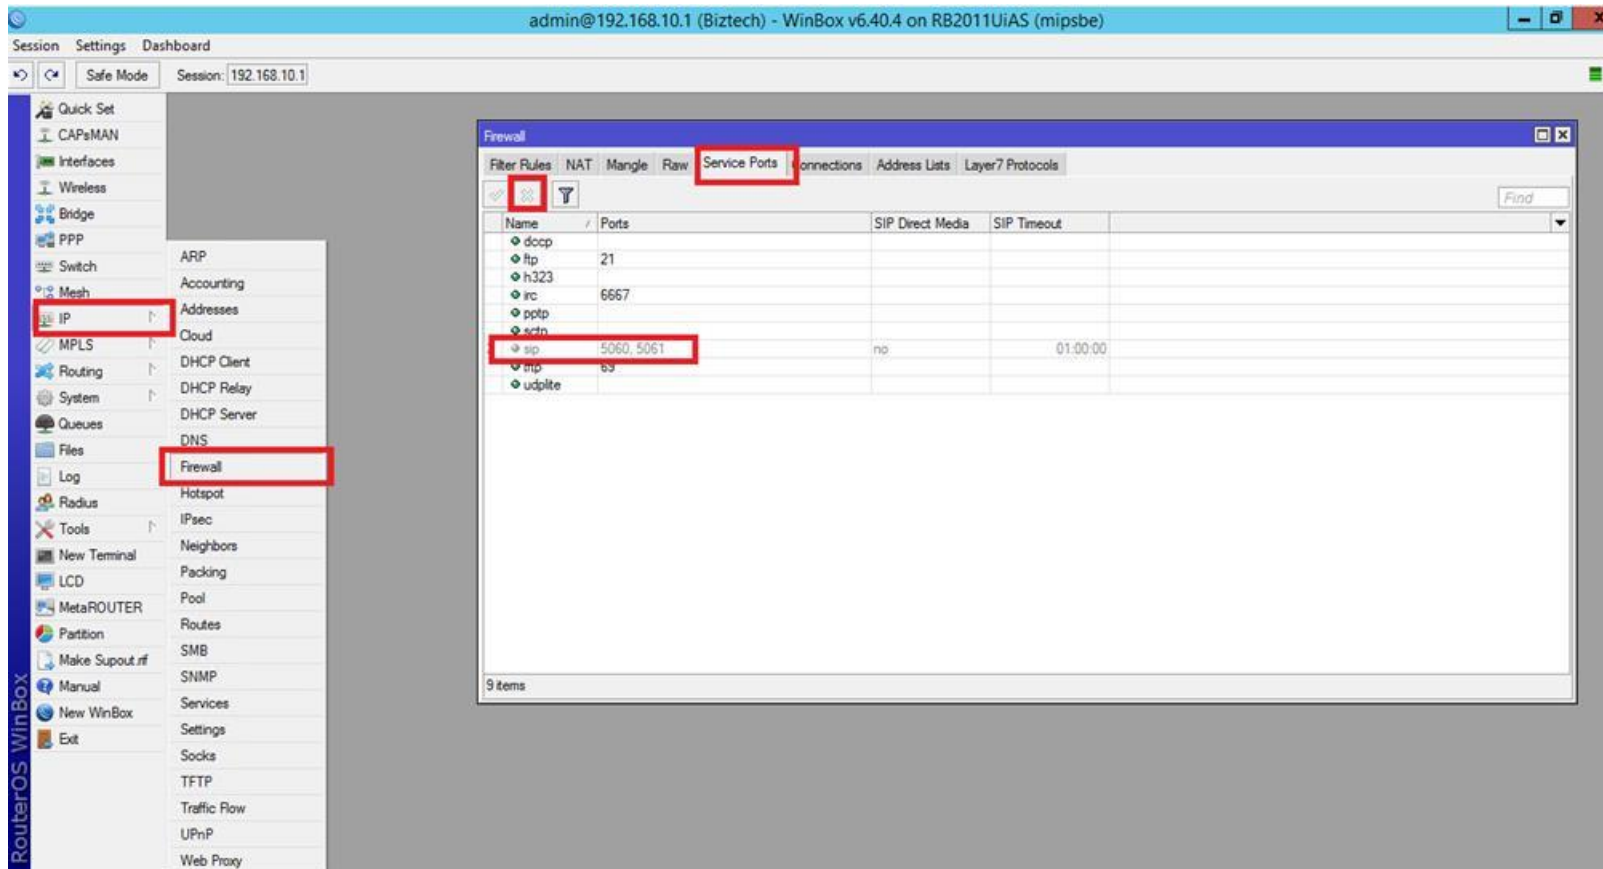 admin@192.168.10.1 (Biztech) - WinBox v6.40.4 on RB2011UiAS (mipsbe)
Session Settings Dashboard
Safe Mode Session: 192.168.10.1
Quick Set
CAPsMAN
Interfaces
Wireless
Bridge
PPP
Switch
Mesh
IP
MPLS
Routing
System
Queues
Files
Log
Radius
Tools
New Terminal
LCD
MetaROUTER
Partition
Make Supout.rif
Manual
New WinBox
Exit
RouterOS WinBox
ARP
Accounting
Addresses
Cloud
DHCP Client
DHCP Relay
DHCP Server
DNS
Firewall
Hotspot
IPsec
Neighbors
Packing
Pool
Routes
SMB
SNMP
Services
Settings
Socks
TFTP
Traffic Flow
UPnP
Web Proxy
Firewall
Filter Rules NAT Mangle Raw Service Ports Connections Address Lists Layer7 Protocols
Find
Name Ports SIP Direct Media SIP Timeout
dccp
ftp 21
h323
irc 6667
pptp
sctp
sip 5060, 5061 no 01:00:00
tftp 69
udplite
9 items